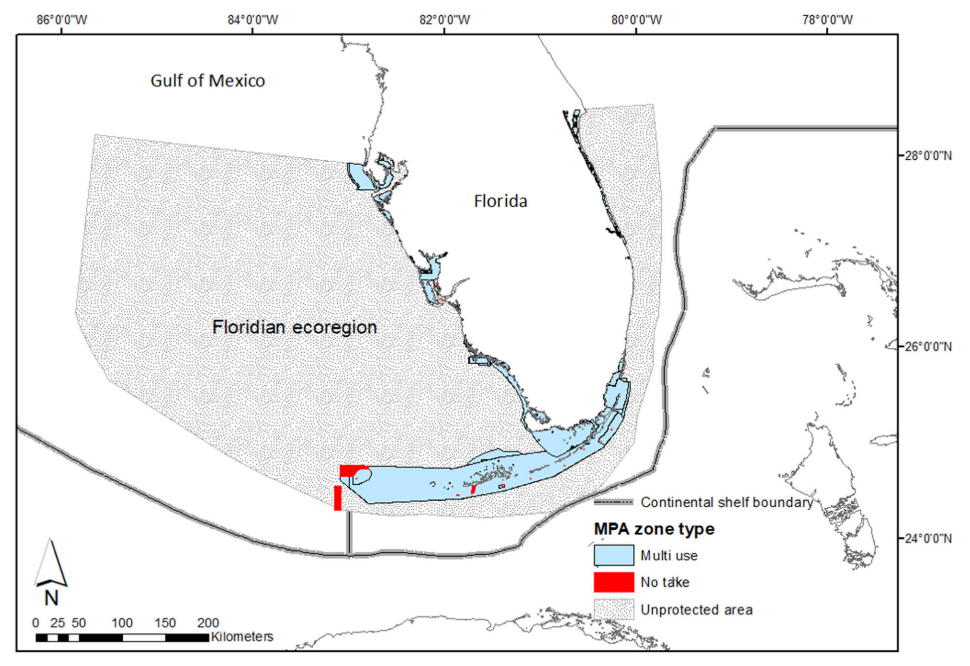 86°0'0"W 84°0'0"W 82°0'0"W 80°0'0"W 78°0'0"W
Gulf of Mexico
28°0'0"N
Florida
Floridian ecoregion
26°0'0"N
Continental shelf boundary
MPA zone type
24°0'0"N
Multi use
No take
Unprotected area
N
0 25 50 100 150 200
Kilometers